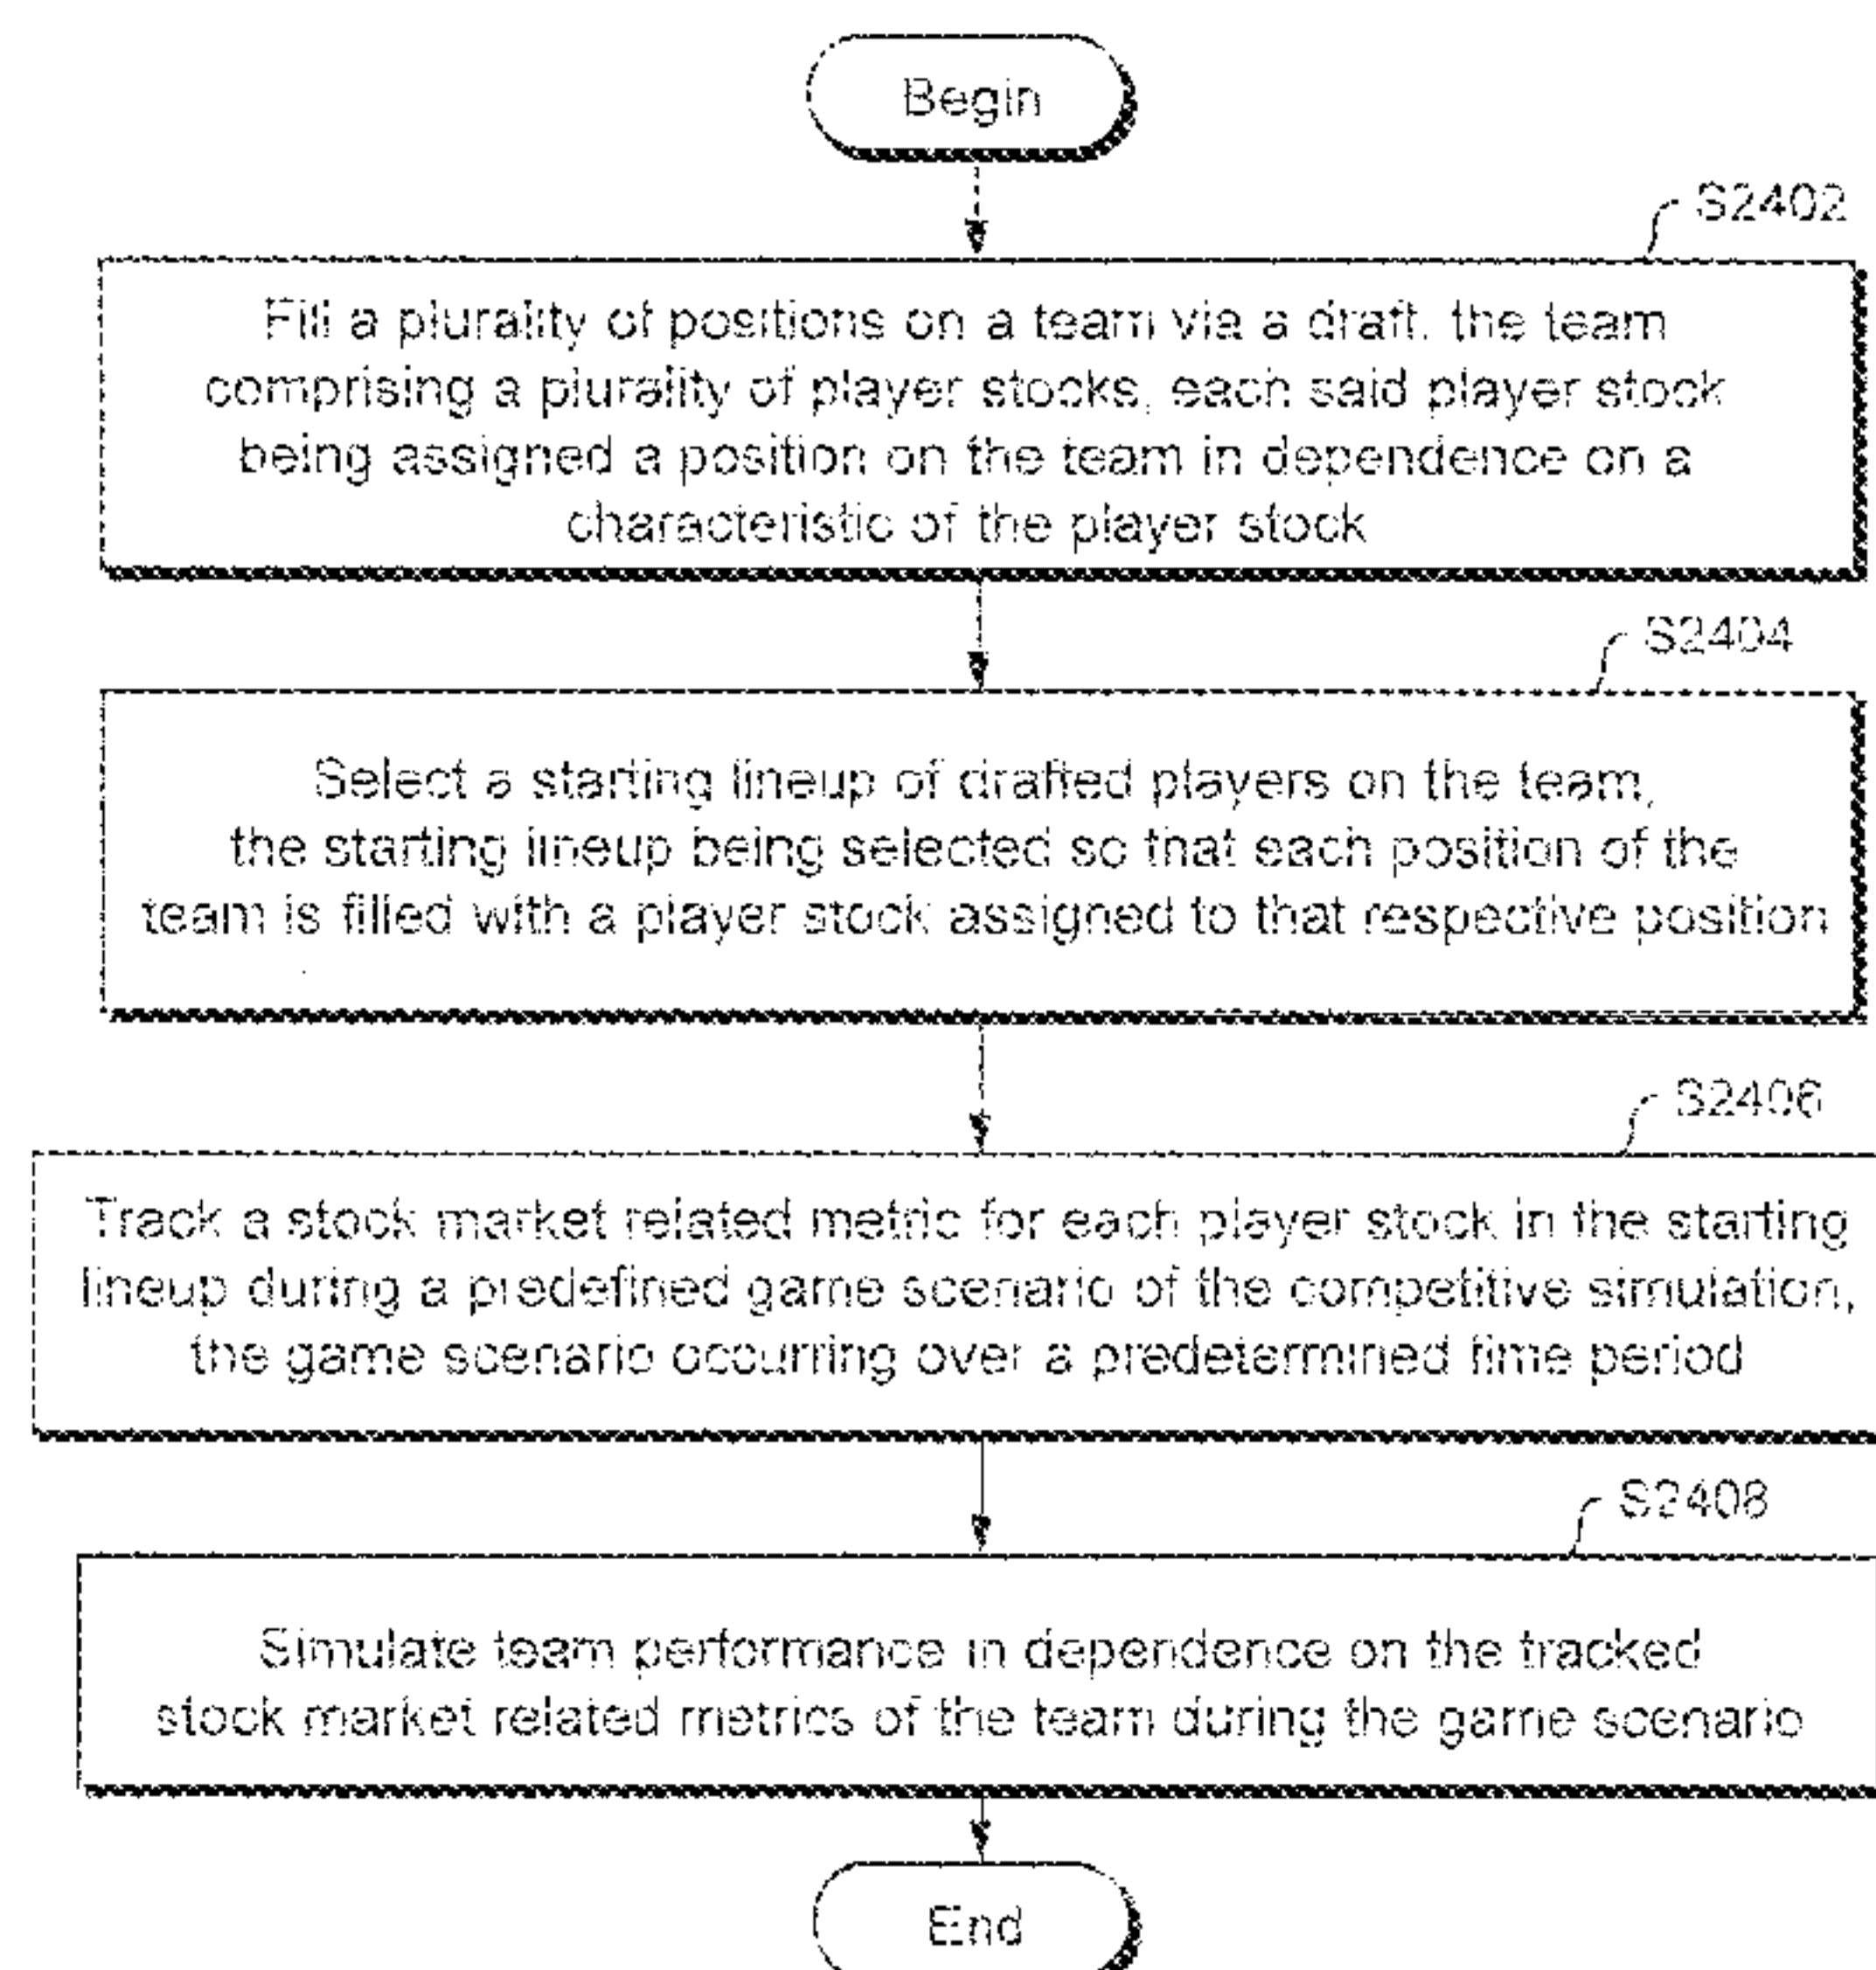 Begin
S2402
Fill a plurality of positions on a team via a draft, the team
comprising a plurality of player stocks, each said player stock
being assigned a position on the team in dependence on a
characteristic of the player stock
S2404
Select a starting lineup of drafted players on the team,
the starting lineup being selected so that each position of the
team is filled with a player stock assigned to that respective position
S2406
Track a stock market related metric for each player stock in the starting
lineup during a predefined game scenario of the competitive simulation,
the game scenario occurring over a predetermined time period
S2408
Simulate team performance in dependence on the tracked
stock market related metrics of the team during the game scenario
End